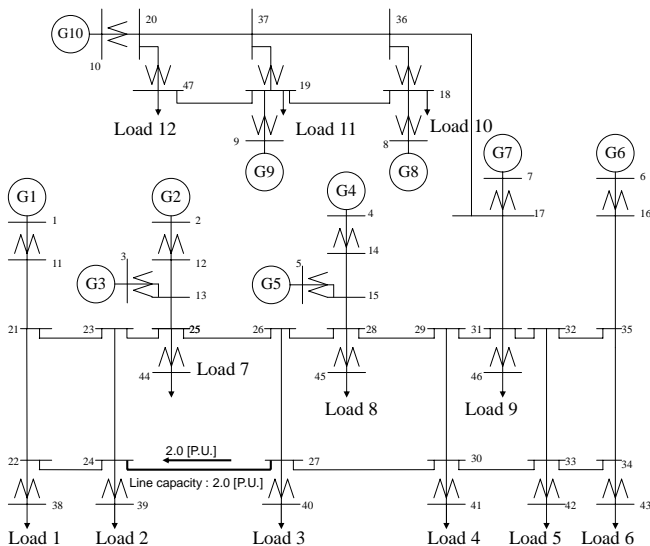 G10
20
37
36
10
47
19
18
Load 12
Load 11
Load 10
9
8
G9
G8
G7
G6
7
6
17
16
G1
G2
G4
1
2
4
11
12
14
3
5
G3
G5
13
15
21
23
25
26
28
29
31
32
35
44
Load 7
45
Load 8
46
Load 9
2.0 [P.U.]
22
24
27
30
33
34
Line capacity : 2.0 [P.U.]
38
39
40
41
42
43
Load 1
Load 2
Load 3
Load 4
Load 5
Load 6